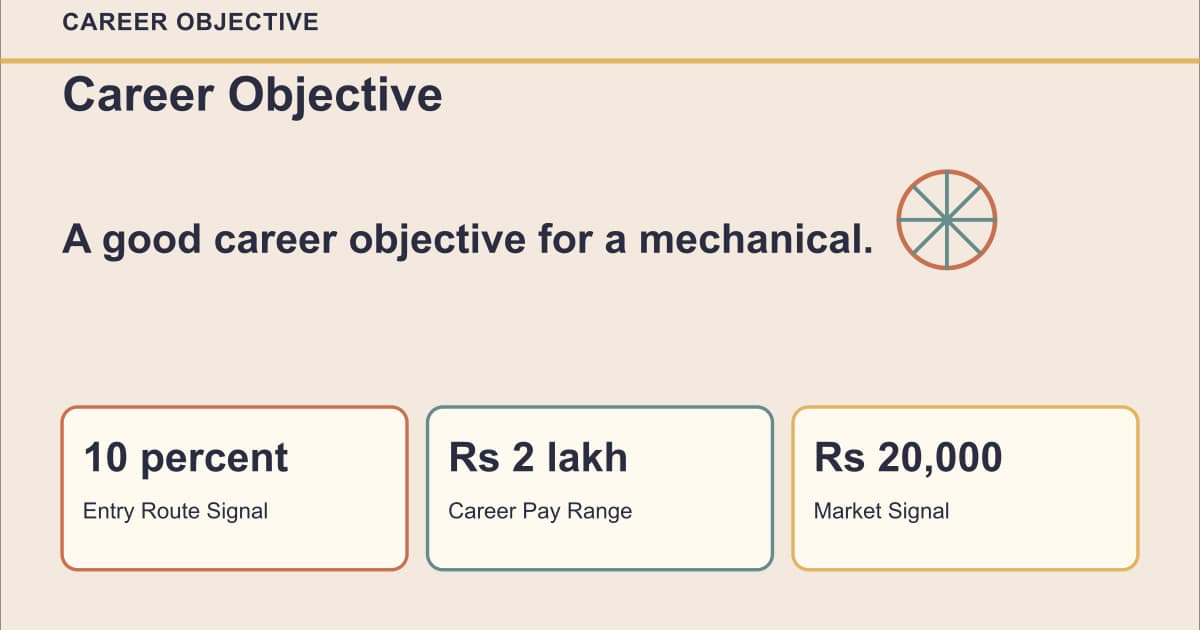 CAREER OBJECTIVE
Career Objective
A good career objective for a mechanical.
10 percent
Entry Route Signal
Rs 2 lakh
Career Pay Range
Rs 20,000
Market Signal